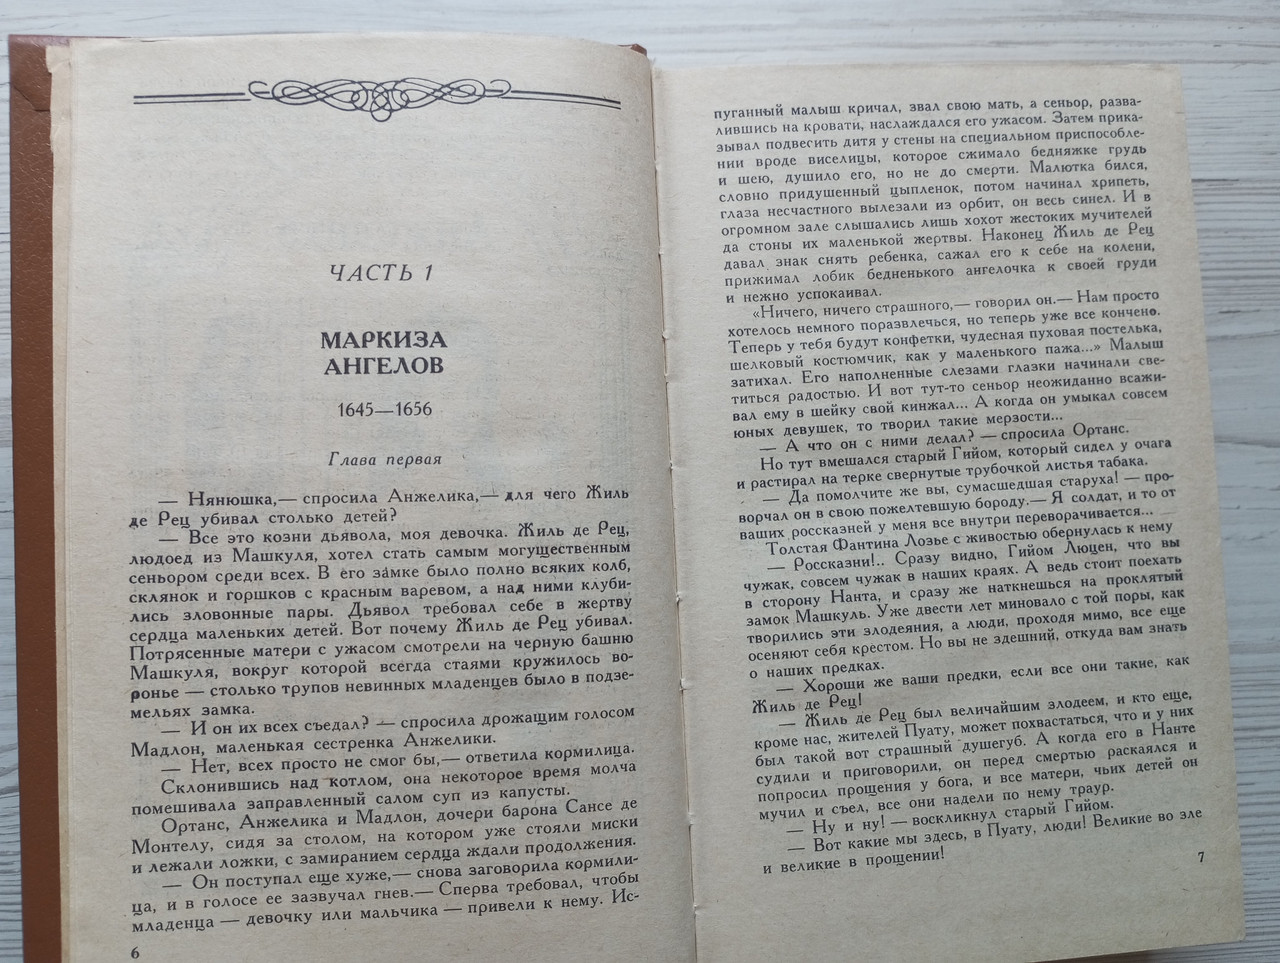 ЧАСТЬ 1
МАРКИЗА
АНГЕЛОВ
1645—1656
Глава первая
— Нянюшка,— спросила Анжелика,— для чего Жиль
де Рец убивал столько детей?
— Все это козни дьявола, моя девочка. Жиль де Рец,
людоед из Машкуля, хотел стать самым могущественным
сеньором среди всех. В его замке было полно всяких колб,
склянок и горшков с красным варевом, а над ними клуби-
лись зловонные пары. Дьявол требовал себе в жертву
сердца маленьких детей. Вот почему Жиль де Рец убивал.
Потрясенные матери с ужасом смотрели на черную башню
Машкуля, вокруг которой всегда стаями кружилось во-
ронье — столько трупов невинных младенцев было в подзе-
мельях замка.
— И он их всех съедал? — спросила дрожащим голосом
Мадлон, маленькая сестренка Анжелики.
— Нет, всех просто не смог бы,— ответила кормилица.
Склонившись над котлом, она некоторое время молча
помешивала заправленный салом суп из капусты.
Ортанс, Анжелика и Мадлон, дочери барона Сансе де
Монтелу, сидя за столом, на котором уже стояли миски
и лежали ложки, с замиранием сердца ждали продолжения.
— Он поступал еще хуже,— снова заговорила кормили-
ца, и в голосе ее зазвучал гнев.— Сперва требовал, чтобы
младенца — девочку или мальчика — привели к нему. Ис-
6
пуганный малыш кричал, звал свою мать, а сеньор, разва-
лившись на кровати, наслаждался его ужасом. Затем прика-
зывал подвесить дитя у стены на специальном приспособле-
нии вроде виселицы, которое сжимало бедняжке грудь
и шею, душило его, но не до смерти. Малютка бился,
словно придушенный цыпленок, потом начинал хрипеть,
глаза несчастного вылезали из орбит, он весь синел. И в
огромном зале слышались лишь хохот жестоких мучителей
да стоны их маленькой жертвы. Наконец Жиль де Рец
давал знак снять ребенка, сажал его к себе на колени,
прижимал лобик бедненького ангелочка к своей груди
и нежно успокаивал.
«Ничего, ничего страшного,— говорил он.— Нам просто
хотелось немного поразвлечься, но теперь уже все кончено.
Теперь у тебя будут конфетки, чудесная пуховая постелька,
шелковый костюмчик, как у маленького пажа...» Малыш
затихал. Его наполненные слезами глазки начинали све-
титься радостью. И вот тут-то сеньор неожиданно всажи-
вал ему в шейку свой кинжал... А когда он умыкал совсем
юных девушек, то творил такие мерзости...
— А что он с ними делал? — спросила Ортанс.
Но тут вмешался старый Гийом, который сидел у очага
и растирал на терке свернутые трубочкой листья табака.
— Да помолчите же вы, сумасшедшая старуха! — про-
ворчал он в свою пожелтевшую бороду.— Я солдат, и то от
ваших россказней у меня все внутри переворачивается...
Толстая Фантина Лозье с живостью обернулась к нему
— Россказни!.. Сразу видно, Гийом Люцен, что вы
чужак, совсем чужак в наших краях. А ведь стоит поехать
в сторону Нанта, и сразу же наткнешься на проклятый
замок Машкуль. Уже двести лет миновало с той поры, как
творились эти злодеяния, а люди, проходя мимо, все еще
осеняют себя крестом. Но вы не здешний, откуда вам знать
о наших предках.
— Хороши же ваши предки, если все они такие, как
Жиль де Рец!
— Жиль де Рец был величайшим злодеем, и кто еще,
кроме нас, жителей Пуату, может похвастаться, что и у них
был такой вот страшный душегуб. А когда его в Нанте
судили и приговорили, он перед смертью раскаялся и
попросил прощения у бога, и все матери, чьих детей он
мучил и съел, все они надели по нему траур.
— Ну и ну! — воскликнул старый Гийом.
— Вот какие мы здесь, в Пуату, люди! Великие во зле
и великие в прощении!
7